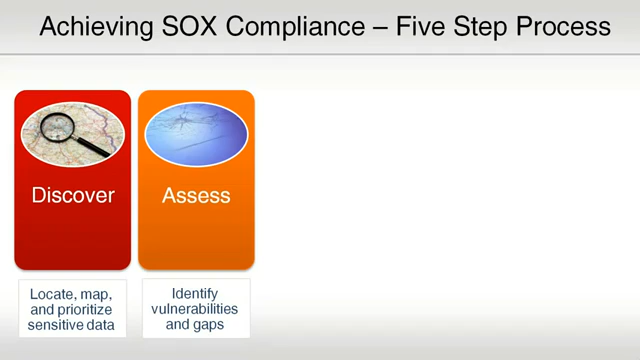 Achieving SOX Compliance – Five Step Process
Discover
Assess
Locate, map,
and prioritize
sensitive data
Identify
vulnerabilities
and gaps